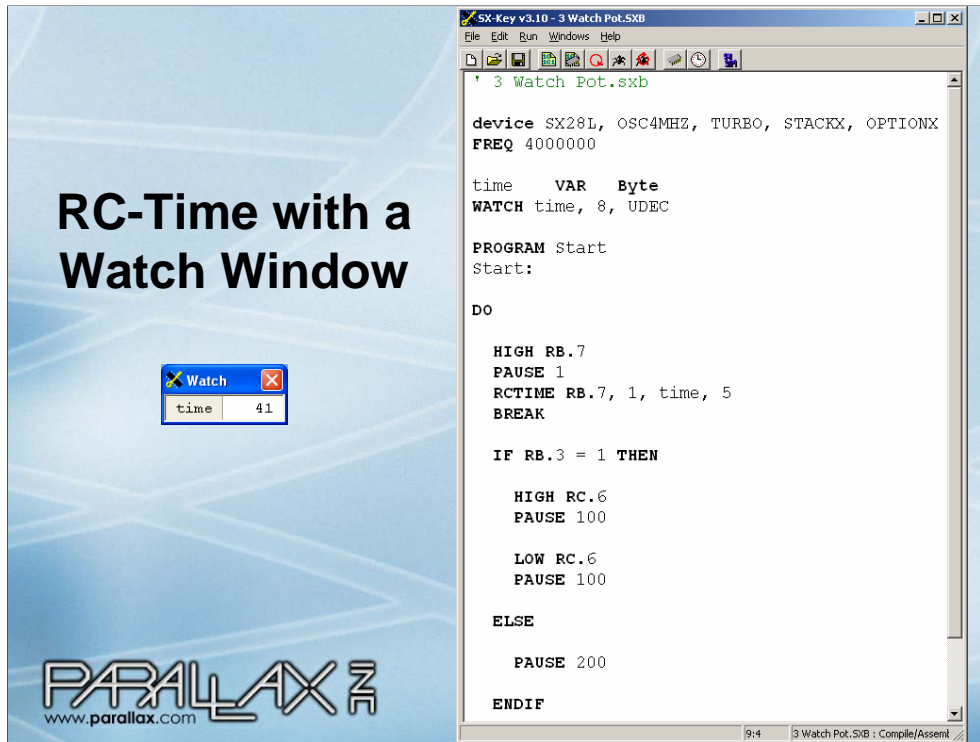 RC-Time with a
Watch Window
Watch
time 41
PARALLAX INC
www.parallax.com
SX-Key v3.10 - 3 Watch Pot.SXB
File Edit Run Windows Help
' 3 Watch Pot.sxb
device SX28L, OSC4MHZ, TURBO, STACKX, OPTIONX
FREQ 4000000
time VAR Byte
WATCH time, 8, UDEC
PROGRAM Start
Start:
DO
HIGH RB.7
PAUSE 1
RCTIME RB.7, 1, time, 5
BREAK
IF RB.3 = 1 THEN
HIGH RC.6
PAUSE 100
LOW RC.6
PAUSE 100
ELSE
PAUSE 200
ENDIF
9:4 3 Watch Pot.SXB : Compile/Assembl